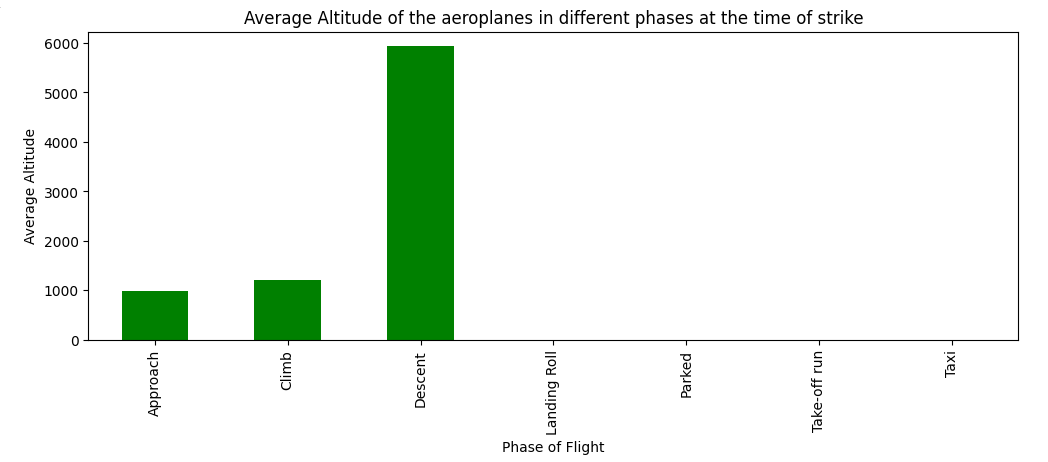 Average Altitude of the aeroplanes in different phases at the time of strike
6000
5000
4000
3000
2000
1000
0
Average Altitude
Approach
Climb
Descent
Landing Roll
Parked
Take-off run
Taxi
Phase of Flight